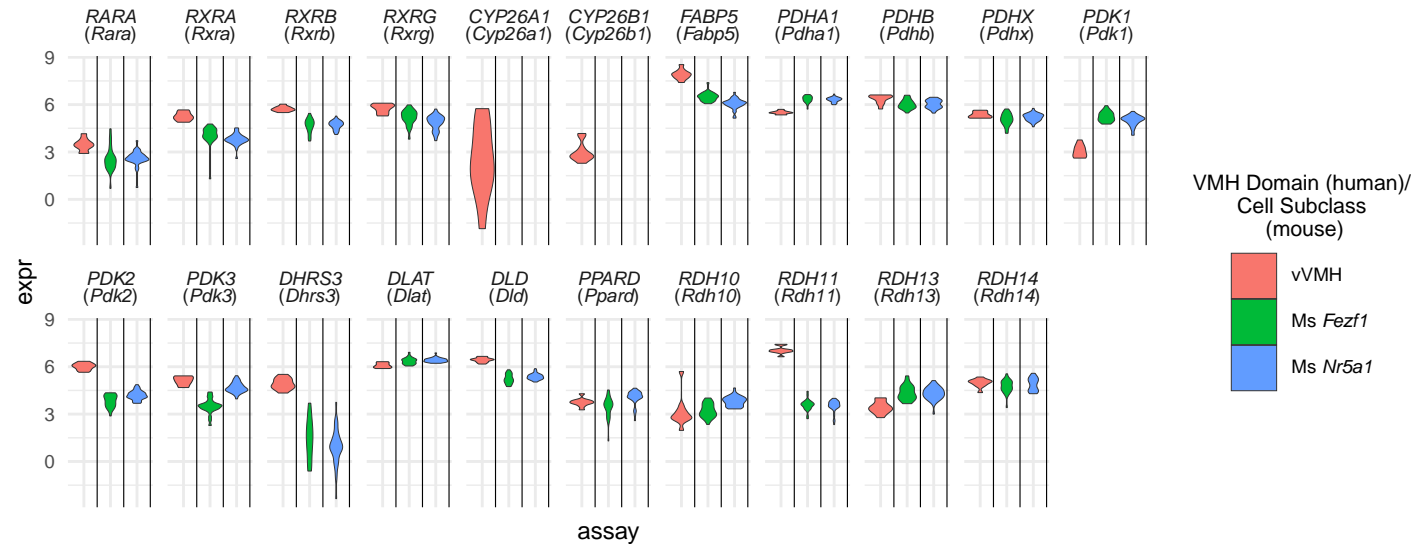 RARA RXRA RXRB RXRG CYP26A1 CYP26B1 FABP5 PDHA1 PDHB PDHX PDK1
(Rara) (Rxra) (Rxrb) (Rxrg) (Cyp26a1) (Cyp26b1) (Fabp5) (Pdha1) (Pdhb) (Pdhx) (Pdk1)
9
6
3
0
PDK2 PDK3 DHRS3 DLAT DLD PPARD RDH10 RDH11 RDH13 RDH14
(Pdk2) (Pdk3) (Dhrs3) (Dlat) (Dld) (Ppard) (Rdh10) (Rdh11) (Rdh13) (Rdh14)
9
6
3
0
expr
assay
VMH Domain (human)/
Cell Subclass
(mouse)
vVMH
Ms Fezf1
Ms Nr5a1